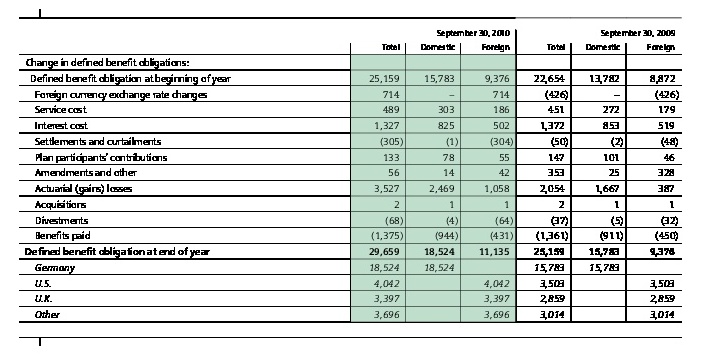 September 30, 2010 September 30, 2009
Total Domestic Foreign Total Domestic Foreign
Change in defined benefit obligations:
Defined benefit obligation at beginning of year 25,159 15,783 9,376 22,654 13,782 8,872
Foreign currency exchange rate changes 714 – 714 (426) – (426)
Service cost 489 303 186 451 272 179
Interest cost 1,327 825 502 1,372 853 519
Settlements and curtailments (305) (1) (304) (50) (2) (48)
Plan participants' contributions 133 78 55 147 101 46
Amendments and other 56 14 42 353 25 328
Actuarial (gains) losses 3,527 2,469 1,058 2,054 1,667 387
Acquisitions 2 1 1 2 1 1
Divestments (68) (4) (64) (37) (5) (32)
Benefits paid (1,375) (944) (431) (1,361) (911) (450)
Defined benefit obligation at end of year 29,659 18,524 11,135 25,159 15,783 9,376
Germany 18,524 18,524 15,783 15,783
U.S. 4,042 4,042 3,503 3,503
U.K. 3,397 3,397 2,859 2,859
Other 3,696 3,696 3,014 3,014